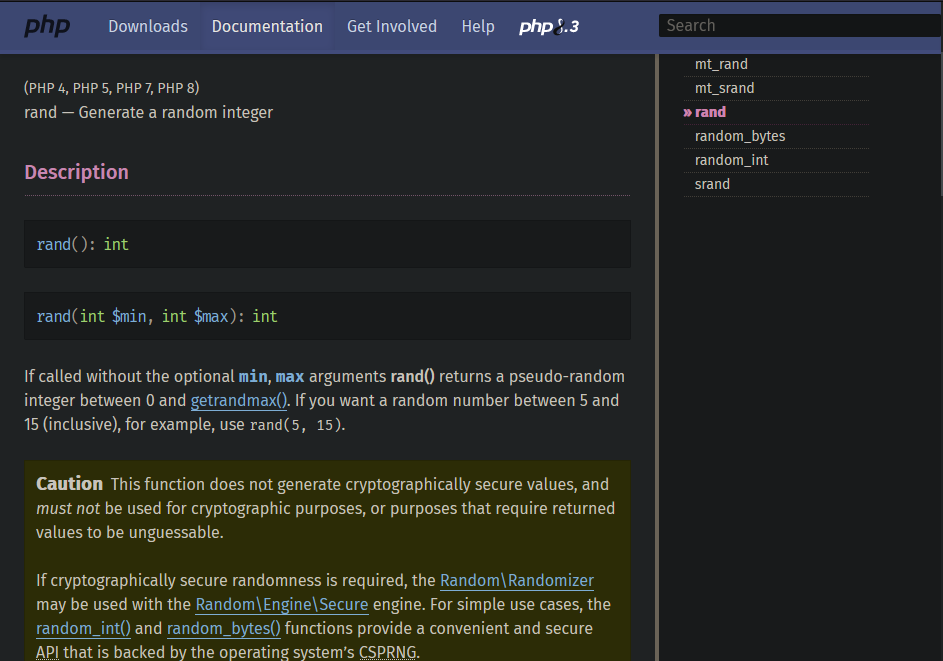 php Downloads Documentation Get Involved Help php8.3 Search
(PHP 4, PHP 5, PHP 7, PHP 8)
rand — Generate a random integer
Description
rand(): int
rand(int $min, int $max): int
If called without the optional min, max arguments rand() returns a pseudo-random
integer between 0 and getrandmax(). If you want a random number between 5 and
15 (inclusive), for example, use rand(5, 15).
Caution This function does not generate cryptographically secure values, and
must not be used for cryptographic purposes, or purposes that require returned
values to be unguessable.
If cryptographically secure randomness is required, the Random\Randomizer
may be used with the Random\Engine\Secure engine. For simple use cases, the
random_int() and random_bytes() functions provide a convenient and secure
API that is backed by the operating system’s CSPRNG.
mt_rand
mt_srand
» rand
random_bytes
random_int
srand